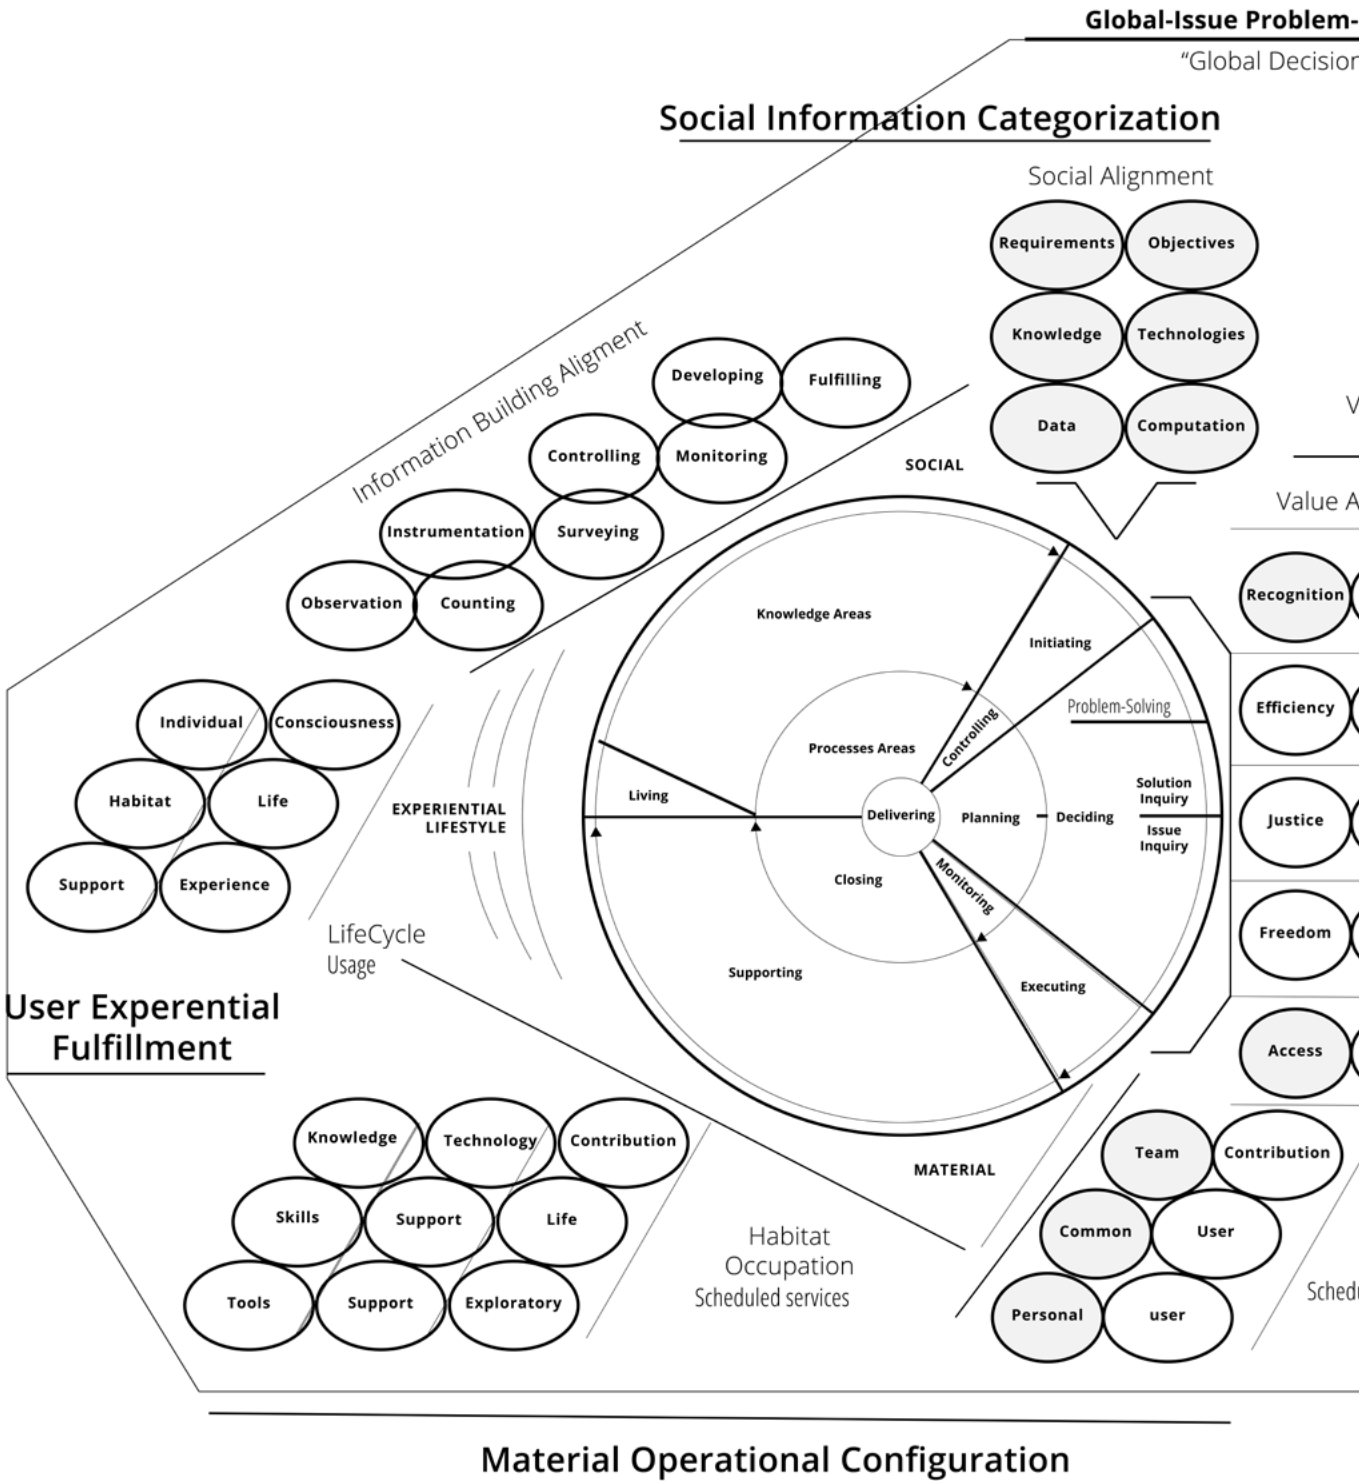 Global-Issue Problem-
“Global Decision
Social Information Categorization
Social Alignment
Requirements
Objectives
Knowledge
Technologies
Data
Computation
Information Building Aligment
Developing
Fulfilling
Controlling
Monitoring
Instrumentation
Surveying
Observation
Counting
SOCIAL
V
Value A
Recognition
Efficiency
Justice
Freedom
Access
Knowledge Areas
Initiating
Problem-Solving
Controlling
Processes Areas
Living
Delivering
Planning
Deciding
Solution
Inquiry
Issue
Inquiry
Closing
Monitoring
Supporting
Executing
Individual
Consciousness
Habitat
Life
Support
Experience
EXPERIENTIAL
LIFESTYLE
LifeCycle
Usage
User Experential
Fulfillment
Knowledge
Technology
Contribution
Skills
Support
Life
Tools
Support
Exploratory
MATERIAL
Habitat
Occupation
Scheduled services
Team
Contribution
Common
User
Personal
user
Schedu
Material Operational Configuration